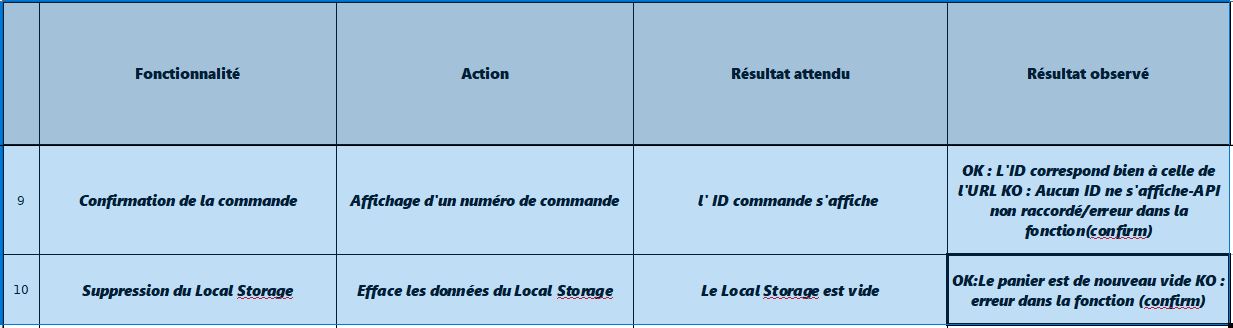 Fonctionnalité Action Résultat attendu Résultat observé
9 Confirmation de la commande Affichage d'un numéro de commande l' ID commande s'affiche
OK : L'ID correspond bien à celle de
l'URL KO : Aucun ID ne s'affiche-API
non raccordé/erreur dans la
fonction(confirm)
10 Suppression du Local Storage Efface les données du Local Storage Le Local Storage est vide
OK:Le panier est de nouveau vide KO :
erreur dans la fonction (confirm)